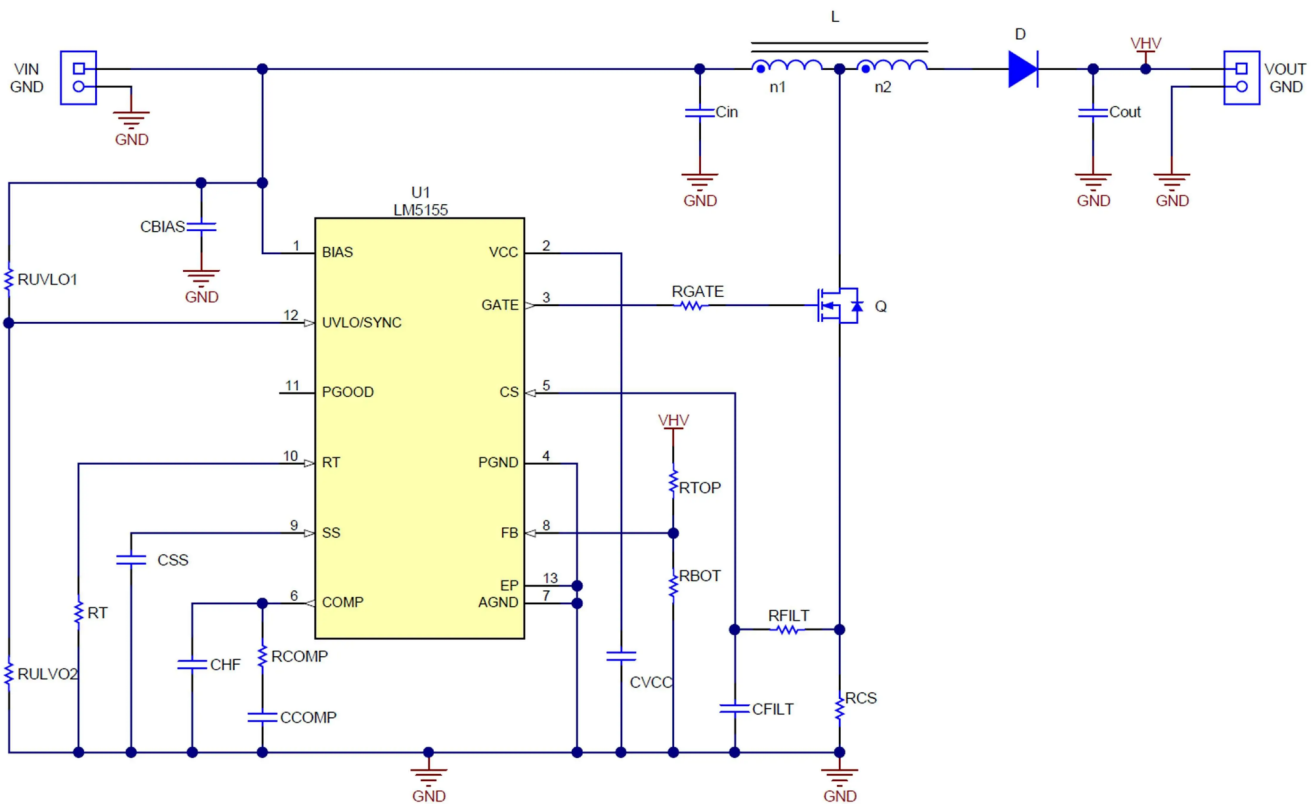 L
D
VHV
VIN
GND
VOUT
GND
n1
n2
Cin
Cout
GND
GND
GND
GND
U1
LM5155
CBIAS
1
BIAS
VCC
2
RUVLO1
GND
RGATE
GATE
3
Q
12
UVLO/SYNC
11
PGOOD
CS
5
VHV
10
RT
PGND
4
RTOP
9
SS
FB
8
CSS
RBOT
EP
13
6
COMP
AGND
7
RT
RFILT
CHF
RCOMP
RULVO2
CVCC
RCS
CCOMP
CFILT
GND
GND